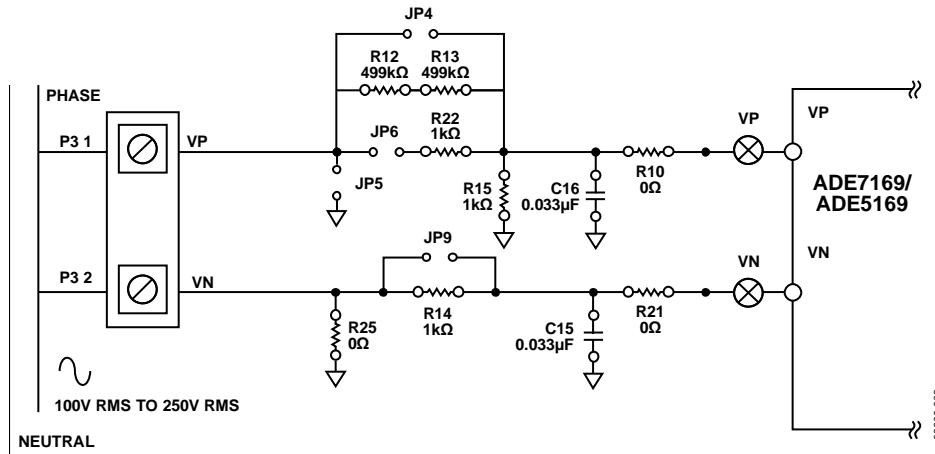 JP4
R12
499kΩ
R13
499kΩ
PHASE
P3 1
VP
JP6
R22
1kΩ
JP5
R15
1kΩ
C16
0.033µF
R10
0Ω
VP
VP
ADE7169/
ADE5169
JP9
P3 2
VN
R14
1kΩ
R25
0Ω
C15
0.033µF
R21
0Ω
VN
VN
100V RMS TO 250V RMS
NEUTRAL